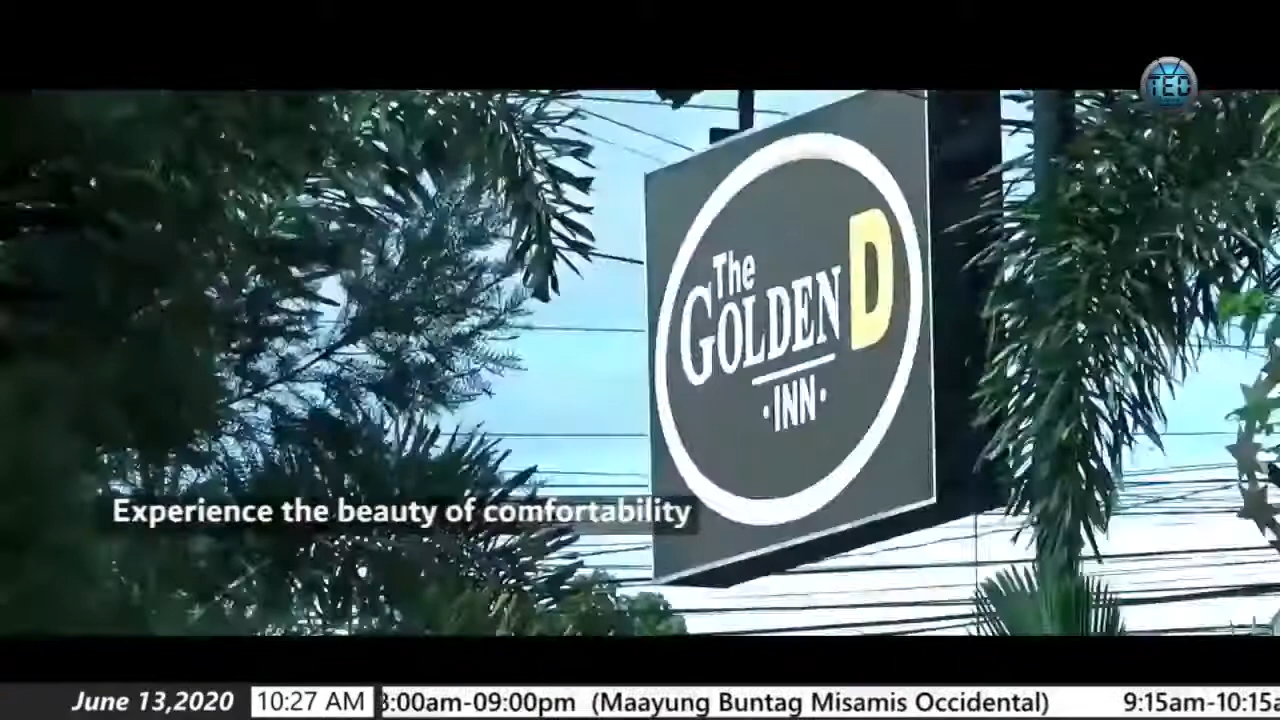 The
GOLDEN D
·INN·
Experience the beauty of comfortability
June 13,2020 10:27 AM :00am-09:00pm (Maayung Buntag Misamis Occidental) 9:15am-10:15a